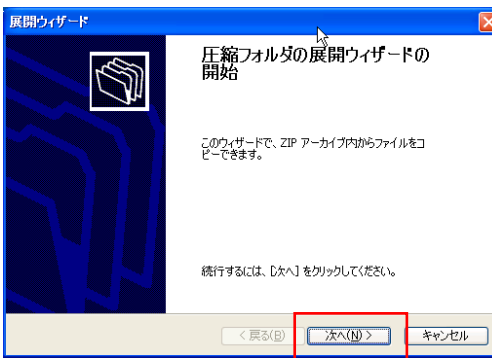 展開ウィザード
圧縮フォルダの展開ウィザードの
開始
このウィザードで、ZIP アーカイブ内からファイルをコ
ピーできます。
続行するには、[次へ] をクリックしてください。
< 戻る(B)
次へ(N) >
キャンセル